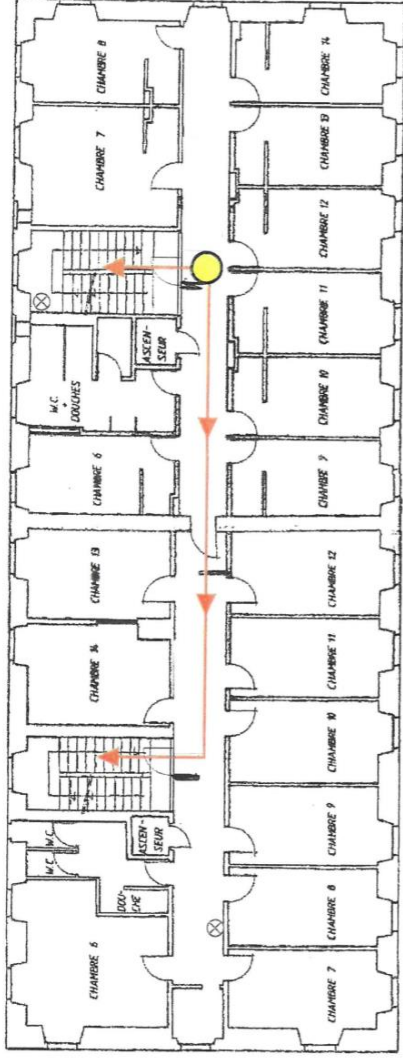 CHAMBRE 6
W.C
W.C
DOU-
CHE
ASCEN-
SEUR
CHAMBRE 14
CHAMBRE 13
CHAMBRE 6
W.C.
+
DOUCHES
ASCEN-
SEUR
CHAMBRE 7
CHAMBRE 8
CHAMBRE 7
CHAMBRE 8
CHAMBRE 9
CHAMBRE 10
CHAMBRE 11
CHAMBRE 12
CHAMBRE 9
CHAMBRE 10
CHAMBRE 11
CHAMBRE 12
CHAMBRE 13
CHAMBRE 14